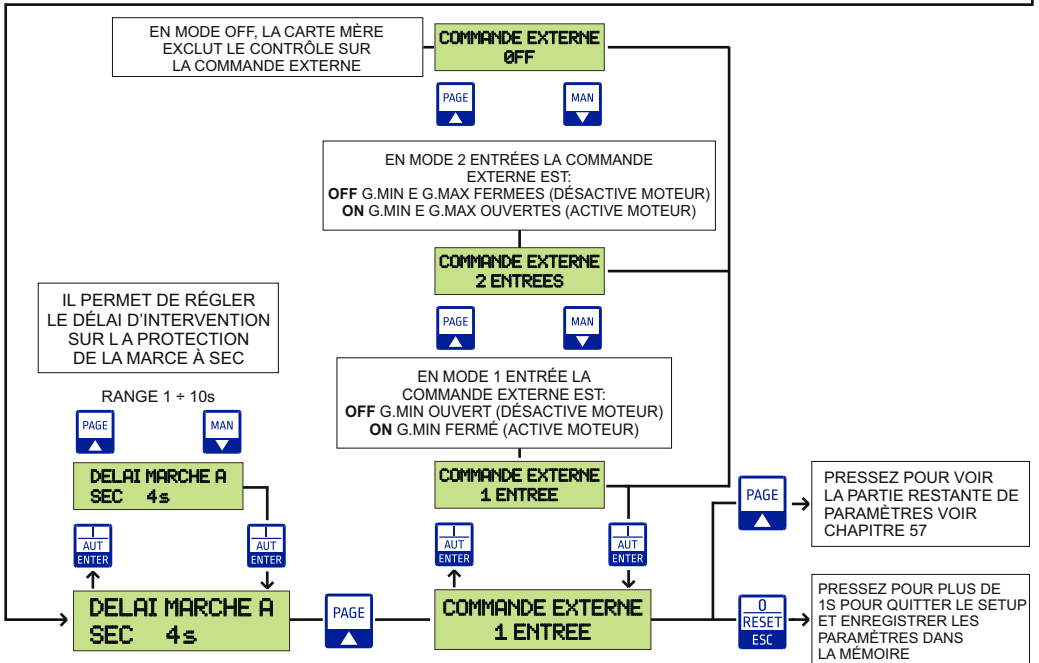 EN MODE OFF, LA CARTE MÈRE
EXCLUT LE CONTRÔLE SUR
LA COMMANDE EXTERNE
COMMANDE EXTERNE
0FF
PAGE
MAN
EN MODE 2 ENTRÉES LA COMMANDE
EXTERNE EST:
OFF G.MIN E G.MAX FERMEES (DÉSACTIVE MOTEUR)
ON G.MIN E G.MAX OUVERTES (ACTIVE MOTEUR)
COMMANDE EXTERNE
2 ENTREES
PAGE
MAN
IL PERMET DE RÉGLER
LE DÉLAI D'INTERVENTION
SUR L A PROTECTION
DE LA MARCE À SEC
RANGE 1 ÷ 10s
PAGE
MAN
DELAI MARCHE A
SEC 4s
AUT
ENTER
AUT
ENTER
DELAI MARCHE A
SEC 4s
PAGE
EN MODE 1 ENTRÉE LA
COMMANDE EXTERNE EST:
OFF G.MIN OUVERT (DÉSACTIVE MOTEUR)
ON G.MIN FERMÉ (ACTIVE MOTEUR)
COMMANDE EXTERNE
1 ENTREE
I
AUT
ENTER
I
AUT
ENTER
COMMANDE EXTERNE
1 ENTREE
PAGE
PRESSEZ POUR VOIR
LA PARTIE RESTANTE DE
PARAMÈTRES VOIR
CHAPITRE 57
0
RESET
ESC
PRESSEZ POUR PLUS DE
1S POUR QUITTER LE SETUP
ET ENREGISTRER LES
PARAMÈTRES DANS
LA MÉMOIRE